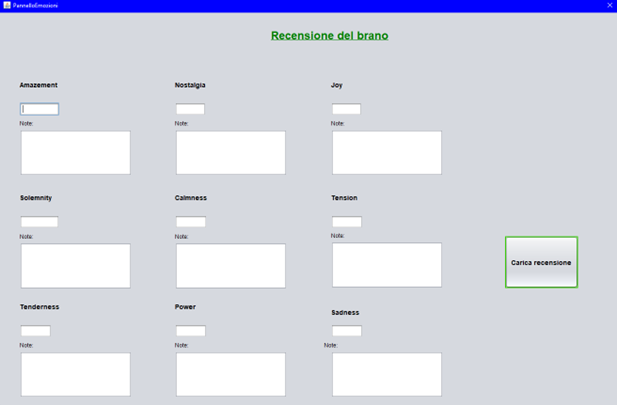 PannelloEmozioni
Recensione del brano
Amazement
Nostalgia
Joy
Note:
Note:
Note:
Solemnity
Calmness
Tension
Note:
Note:
Note:
Carica recensione
Tenderness
Power
Sadness
Note:
Note:
Note: